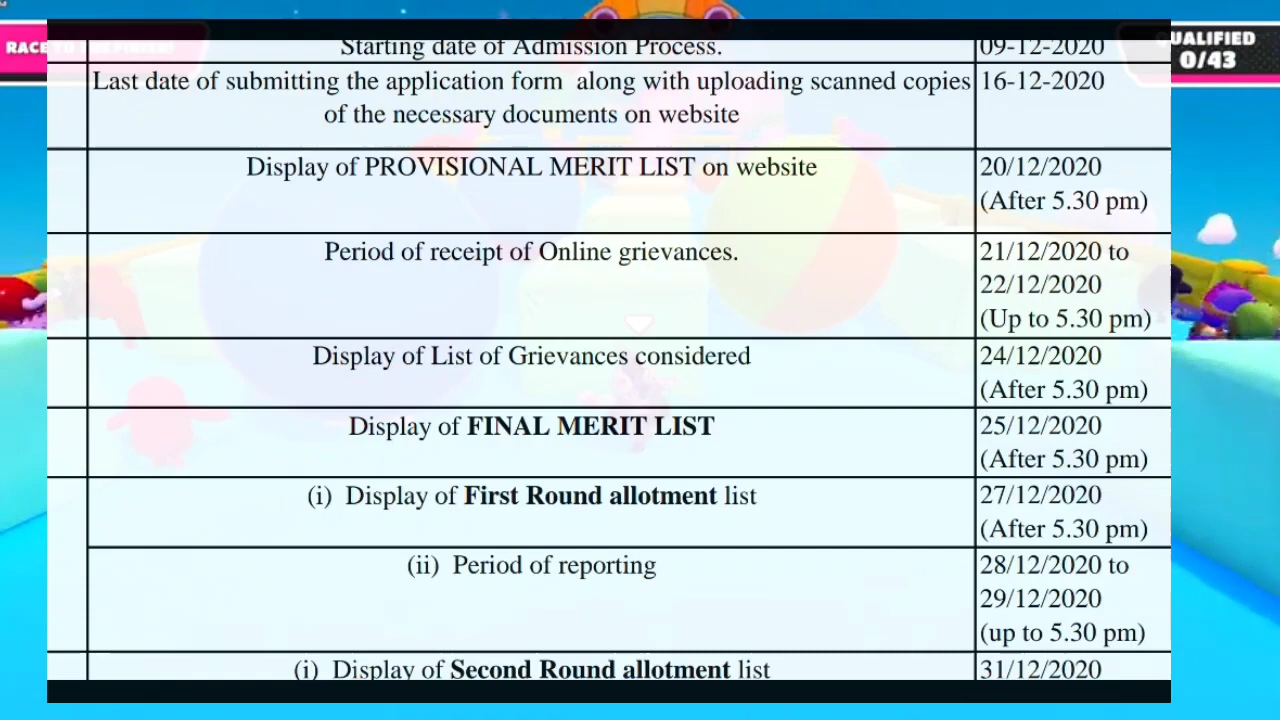 RACE
UALIFIED
0/43
Starting date of Admission Process.
09-12-2020
Last date of submitting the application form along with uploading scanned copies
of the necessary documents on website
16-12-2020
Display of PROVISIONAL MERIT LIST on website
20/12/2020
(After 5.30 pm)
Period of receipt of Online grievances.
21/12/2020 to
22/12/2020
(Up to 5.30 pm)
Display of List of Grievances considered
24/12/2020
(After 5.30 pm)
Display of FINAL MERIT LIST
25/12/2020
(After 5.30 pm)
(i) Display of First Round allotment list
27/12/2020
(After 5.30 pm)
(ii) Period of reporting
28/12/2020 to
29/12/2020
(up to 5.30 pm)
(i) Display of Second Round allotment list
31/12/2020